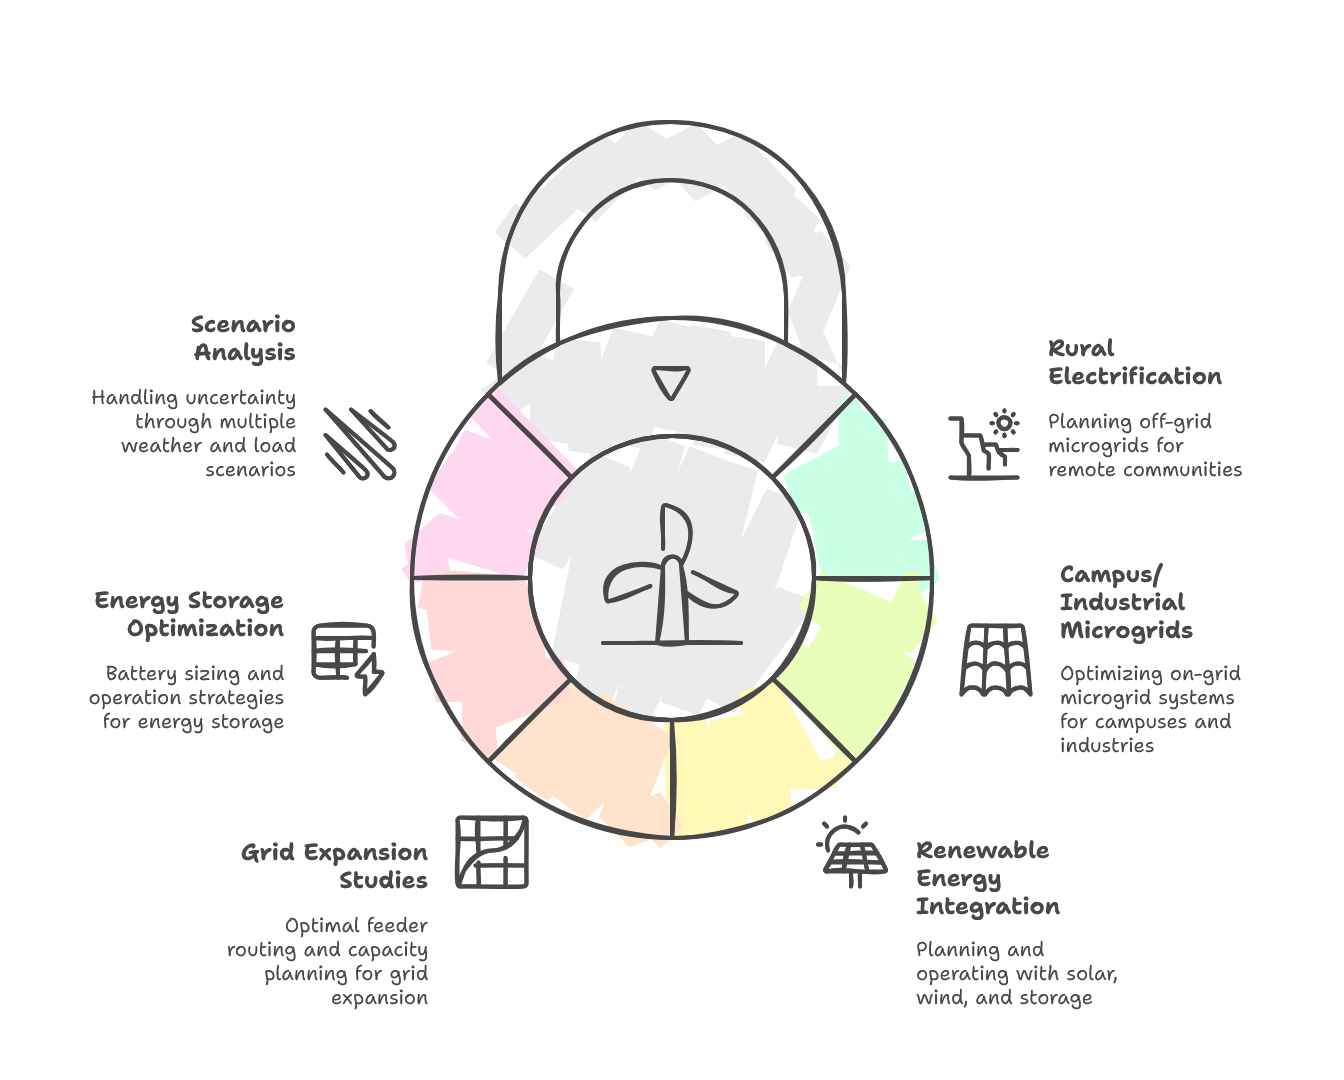 Scenario
Analysis
Handling uncertainty
through multiple
weather and load
scenarios
Rural
Electrification
Planning off-grid
microgrids for
remote communities
Energy Storage
Optimization
Battery sizing and
operation strategies
for energy storage
Campus/
Industrial
Microgrids
Optimizing on-grid
microgrid systems
for campuses and
industries
Grid Expansion
Studies
Optimal feeder
routing and capacity
planning for grid
expansion
Renewable
Energy
Integration
Planning and
operating with solar,
wind, and storage